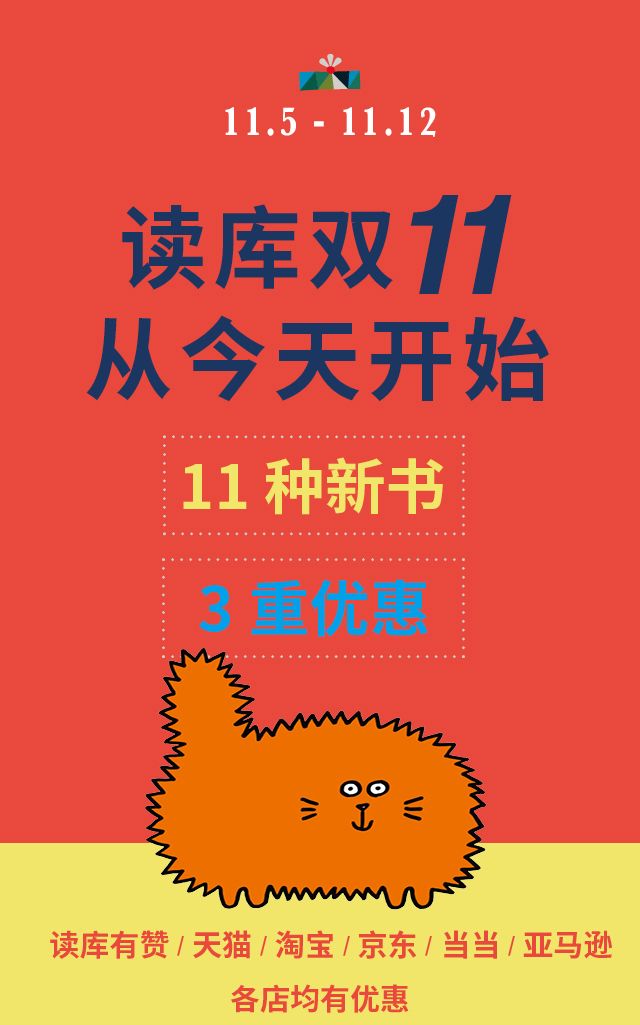 11.5 - 11.12
读库双11
从今天开始
11 种新书
3 重优惠
读库有赞 / 天猫 / 淘宝 / 京东 / 当当 / 亚马逊
各店均有优惠